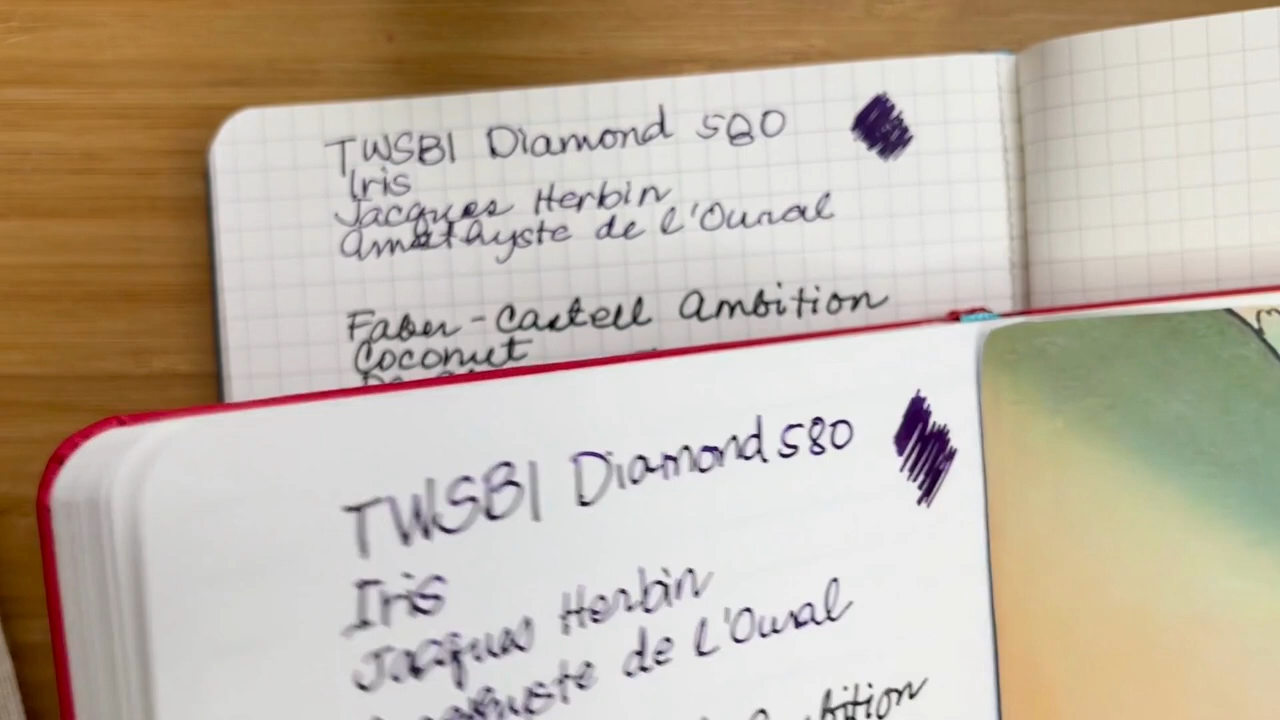 TWSBI Diamond 580
Iris
Jacques Herbin
Améthyste de l'Oural
Faber-Castell Ambition
Coconut
TWSBI Diamond 580
Iris
Jacques Herbin
de l'Oural